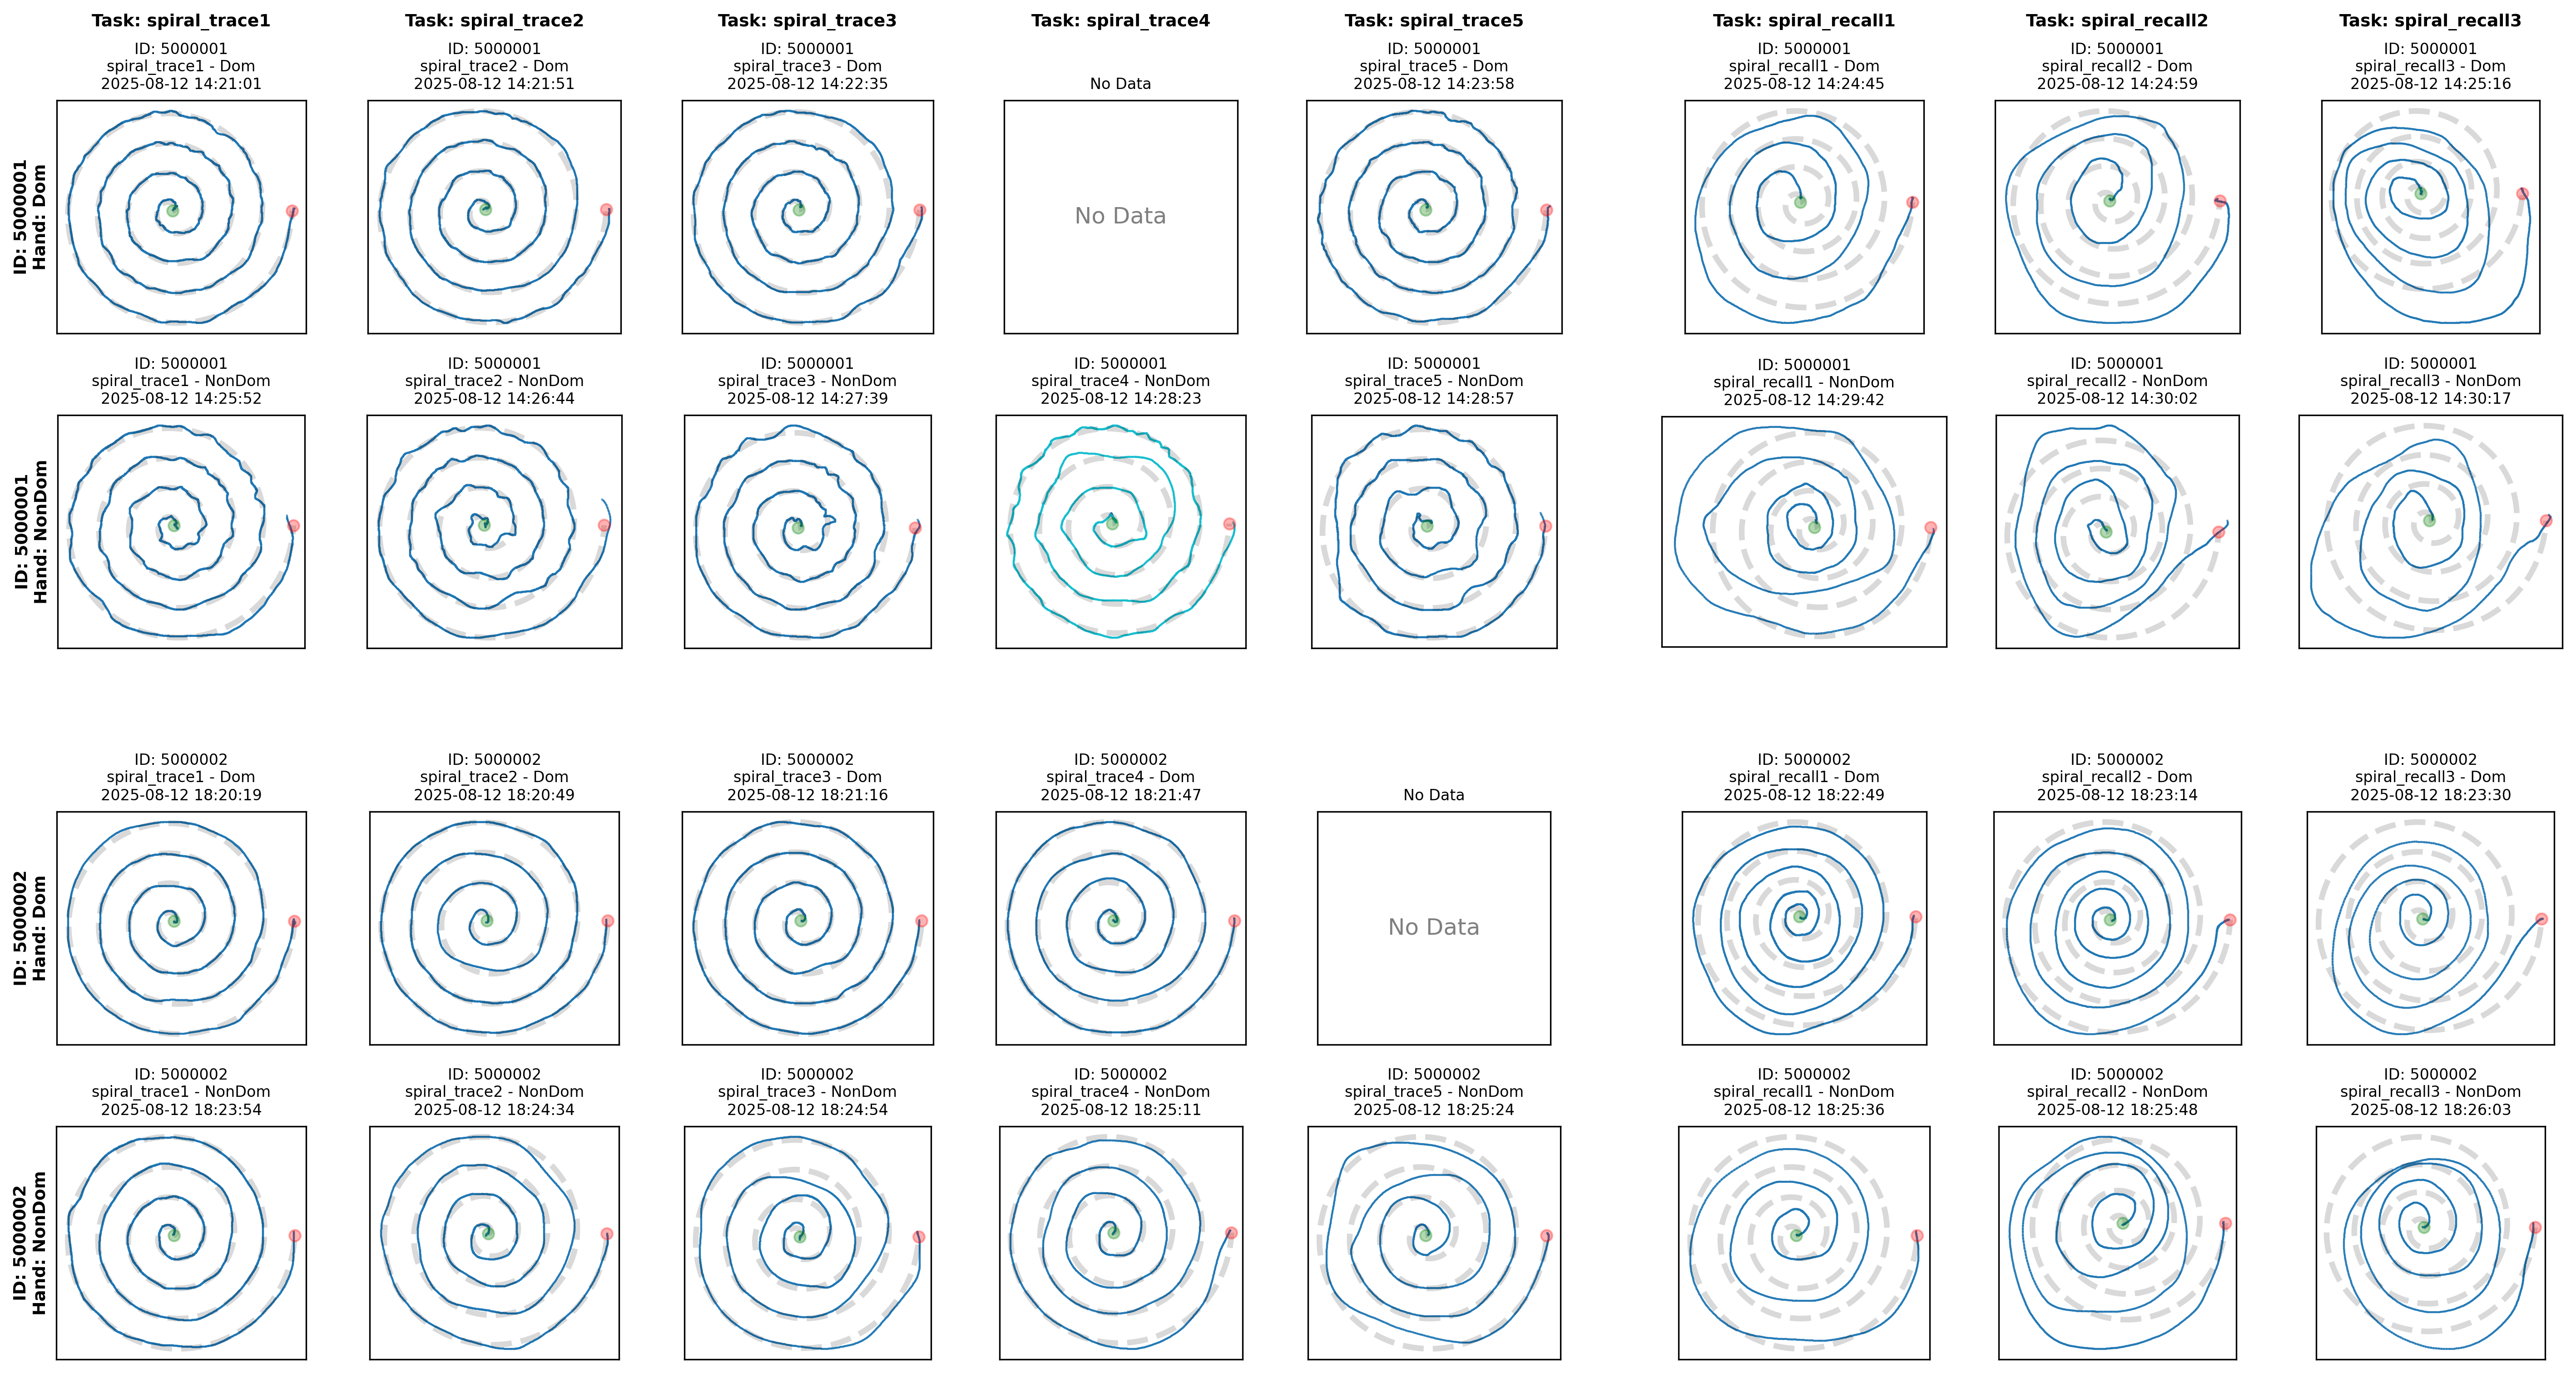 Task: spiral_trace1
Task: spiral_trace2
Task: spiral_trace3
Task: spiral_trace4
Task: spiral_trace5
Task: spiral_recall1
Task: spiral_recall2
Task: spiral_recall3
ID: 5000001
Hand: Dom
ID: 5000001
spiral_trace1 - Dom
2025-08-12 14:21:01
ID: 5000001
spiral_trace2 - Dom
2025-08-12 14:21:51
ID: 5000001
spiral_trace3 - Dom
2025-08-12 14:22:35
No Data
No Data
ID: 5000001
spiral_trace5 - Dom
2025-08-12 14:23:58
ID: 5000001
spiral_recall1 - Dom
2025-08-12 14:24:45
ID: 5000001
spiral_recall2 - Dom
2025-08-12 14:24:59
ID: 5000001
spiral_recall3 - Dom
2025-08-12 14:25:16
ID: 5000001
Hand: NonDom
ID: 5000001
spiral_trace1 - NonDom
2025-08-12 14:25:52
ID: 5000001
spiral_trace2 - NonDom
2025-08-12 14:26:44
ID: 5000001
spiral_trace3 - NonDom
2025-08-12 14:27:39
ID: 5000001
spiral_trace4 - NonDom
2025-08-12 14:28:23
ID: 5000001
spiral_trace5 - NonDom
2025-08-12 14:28:57
ID: 5000001
spiral_recall1 - NonDom
2025-08-12 14:29:42
ID: 5000001
spiral_recall2 - NonDom
2025-08-12 14:30:02
ID: 5000001
spiral_recall3 - NonDom
2025-08-12 14:30:17
ID: 5000002
Hand: Dom
ID: 5000002
spiral_trace1 - Dom
2025-08-12 18:20:19
ID: 5000002
spiral_trace2 - Dom
2025-08-12 18:20:49
ID: 5000002
spiral_trace3 - Dom
2025-08-12 18:21:16
ID: 5000002
spiral_trace4 - Dom
2025-08-12 18:21:47
No Data
No Data
ID: 5000002
spiral_recall1 - Dom
2025-08-12 18:22:49
ID: 5000002
spiral_recall2 - Dom
2025-08-12 18:23:14
ID: 5000002
spiral_recall3 - Dom
2025-08-12 18:23:30
ID: 5000002
Hand: NonDom
ID: 5000002
spiral_trace1 - NonDom
2025-08-12 18:23:54
ID: 5000002
spiral_trace2 - NonDom
2025-08-12 18:24:34
ID: 5000002
spiral_trace3 - NonDom
2025-08-12 18:24:54
ID: 5000002
spiral_trace4 - NonDom
2025-08-12 18:25:11
ID: 5000002
spiral_trace5 - NonDom
2025-08-12 18:25:24
ID: 5000002
spiral_recall1 - NonDom
2025-08-12 18:25:36
ID: 5000002
spiral_recall2 - NonDom
2025-08-12 18:25:48
ID: 5000002
spiral_recall3 - NonDom
2025-08-12 18:26:03